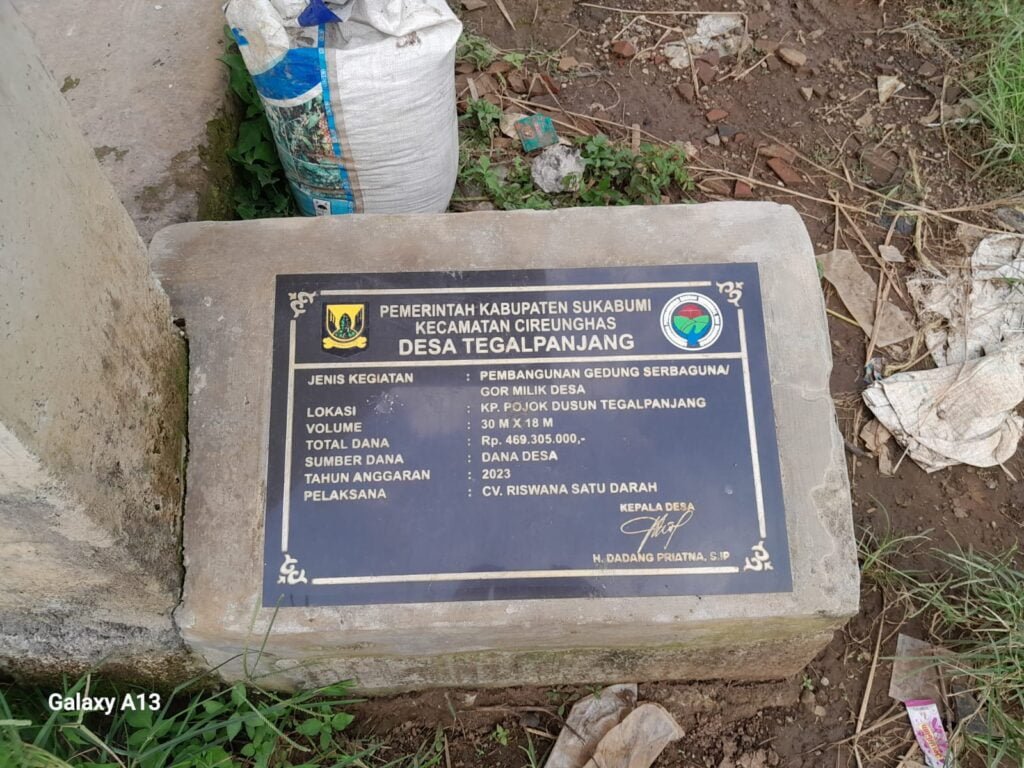 PEMERINTAH KABUPATEN SUKABUMI
KECAMATAN CIREUNGHAS
DESA TEGALPANJANG
JENIS KEGIATAN : PEMBANGUNAN GEDUNG SERBAGUNA/
GOR MILIK DESA
LOKASI : KP. POJOK DUSUN TEGALPANJANG
VOLUME : 30 M X 18 M
TOTAL DANA : Rp. 469.305.000,-
SUMBER DANA : DANA DESA
TAHUN ANGGARAN : 2023
PELAKSANA : CV. RISWANA SATU DARAH
KEPALA DESA
H. DADANG PRIATNA, S.IP
Galaxy A13